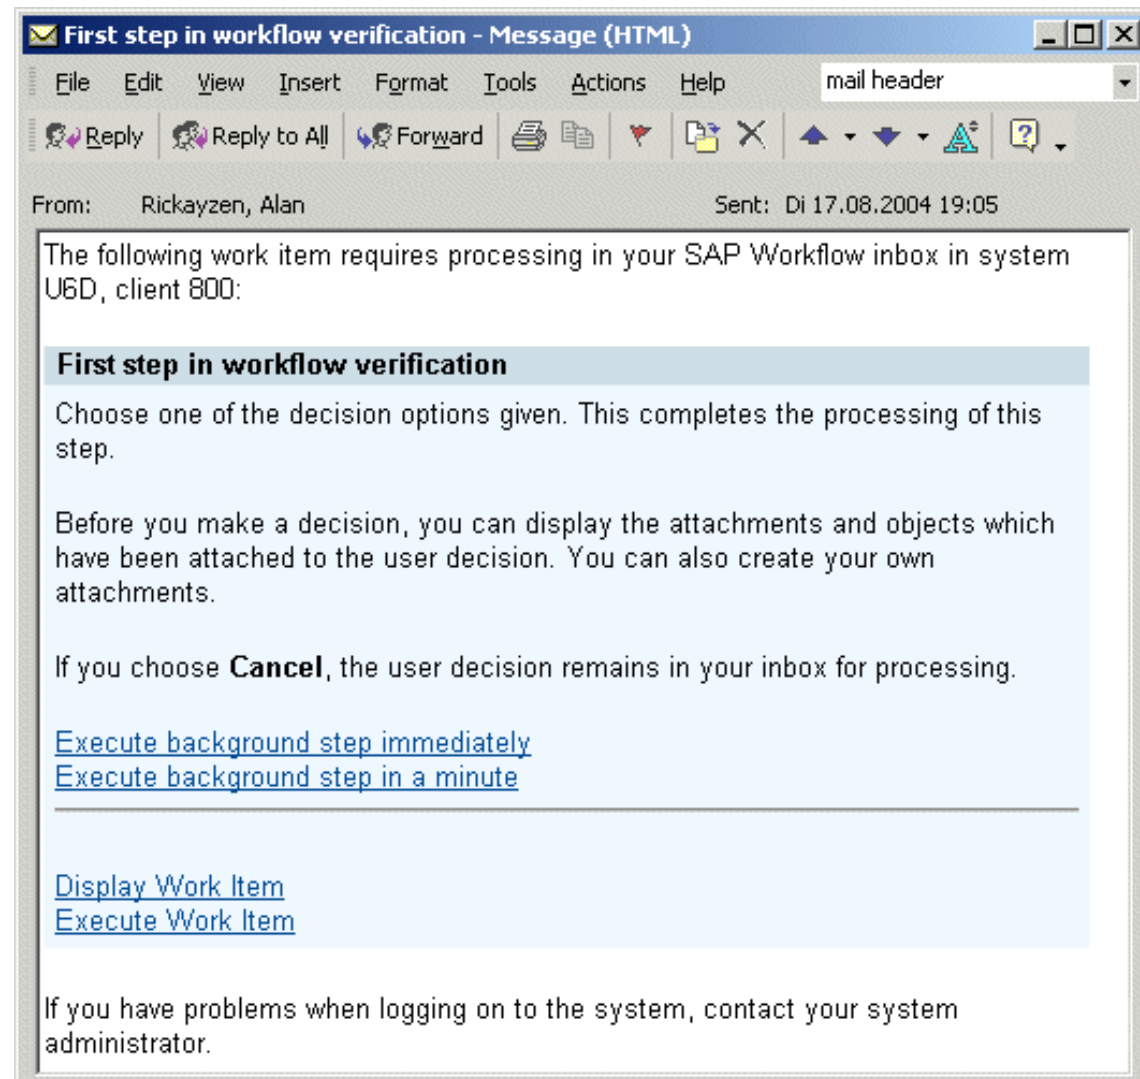 First step in workflow verification - Message (HTML)
File Edit View Insert Format Tools Actions Help mail header
Reply Reply to All Forward
From: Rickayzen, Alan Sent: Di 17.08.2004 19:05
The following work item requires processing in your SAP Workflow inbox in system
U6D, client 800:
First step in workflow verification
Choose one of the decision options given. This completes the processing of this
step.
Before you make a decision, you can display the attachments and objects which
have been attached to the user decision. You can also create your own
attachments.
If you choose Cancel, the user decision remains in your inbox for processing.
Execute background step immediately
Execute background step in a minute
Display Work Item
Execute Work Item
If you have problems when logging on to the system, contact your system
administrator.